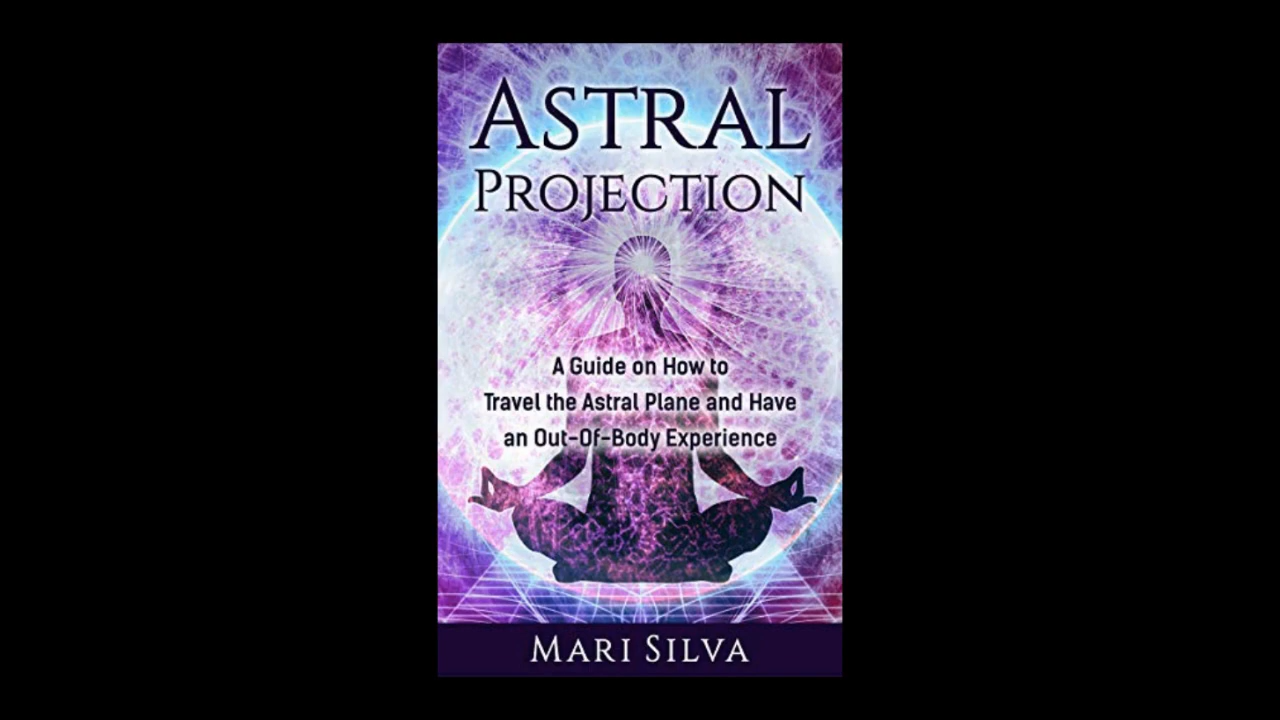 ASTRAL
PROJECTION
A Guide on How to
Travel the Astral Plane and Have
an Out-Of-Body Experience
MARI SILVA